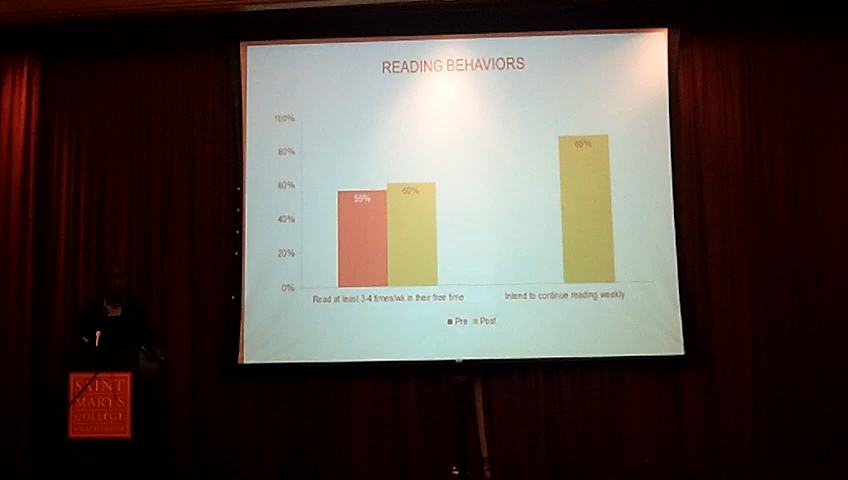 READING BEHAVIORS
100%
80%
60%
40%
20%
0%
60%
Read at least 3-4 times/wk in their free time
Intend to continue reading weekly
Pre Post
SAINT
MARY'S
COLLEGE